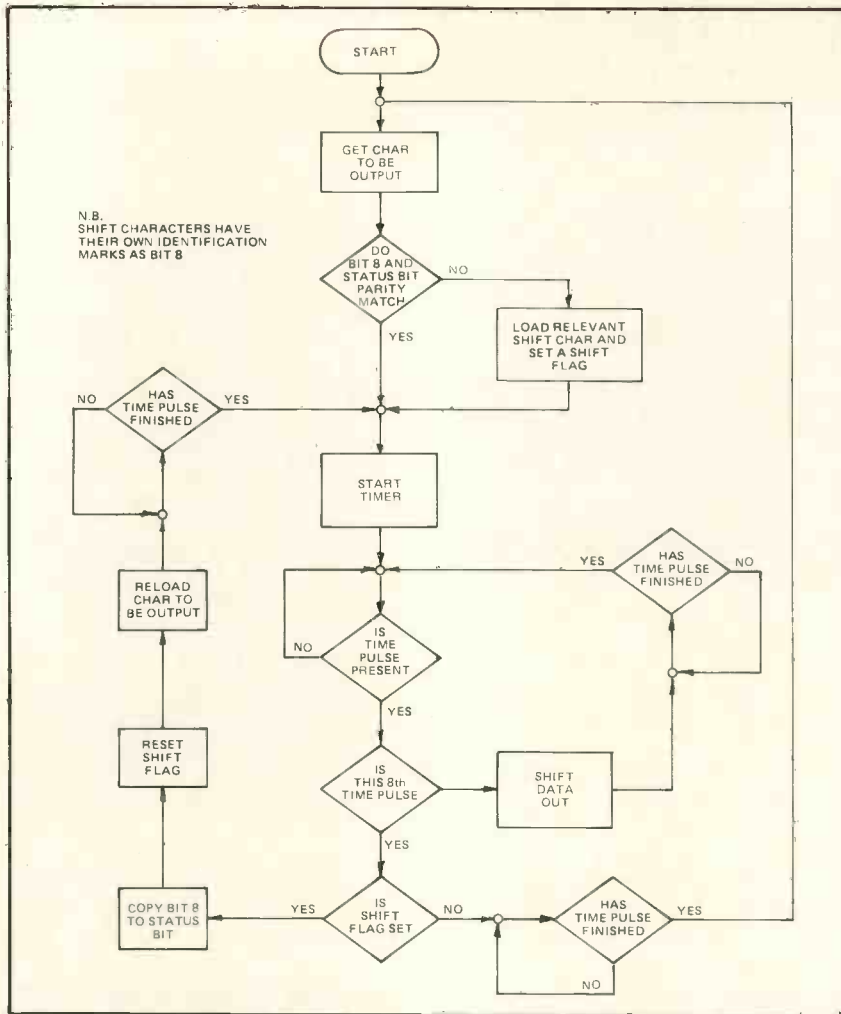 START
GET CHAR
TO BE
OUTPUT
N.B.
SHIFT CHARACTERS HAVE
THEIR OWN IDENTIFICATION
MARKS AS BIT 8
DO
BIT 8 AND
STATUS BIT
PARITY
MATCH
NO
YES
LOAD RELEVANT
SHIFT CHAR AND
SET A SHIFT
FLAG
NO
HAS
TIME PULSE
FINISHED
YES
START
TIMER
YES
HAS
TIME PULSE
FINISHED
NO
RELOAD
CHAR TO
BE OUTPUT
NO
IS
TIME
PULSE
PRESENT
YES
RESET
SHIFT
FLAG
IS
THIS 8th
TIME PULSE
SHIFT
DATA
OUT
YES
COPY BIT 8
TO STATUS
BIT
YES
IS
SHIFT
FLAG SET
NO
HAS
TIME PULSE
FINISHED
YES
NO